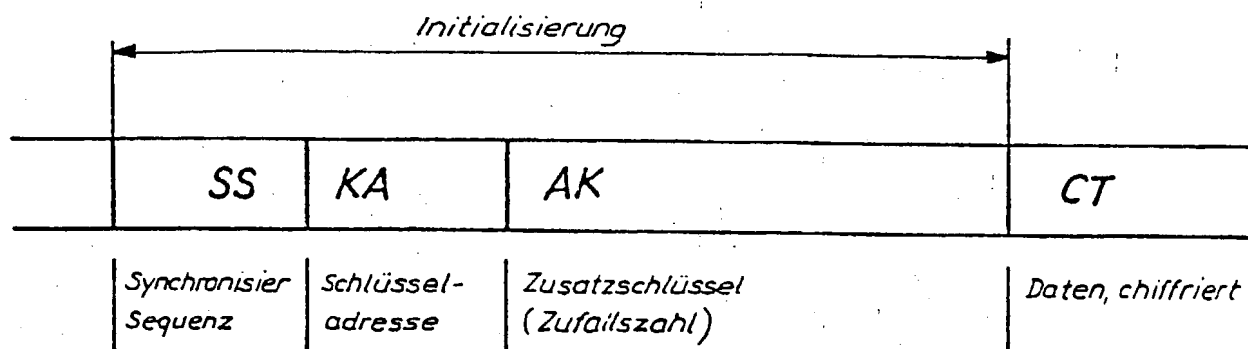 Initialisierung
SS KA AK CT
Synchronisier Schlüssel- Zusatzschlüssel Daten, chiffriert
Sequenz adresse (Zufallszahl)